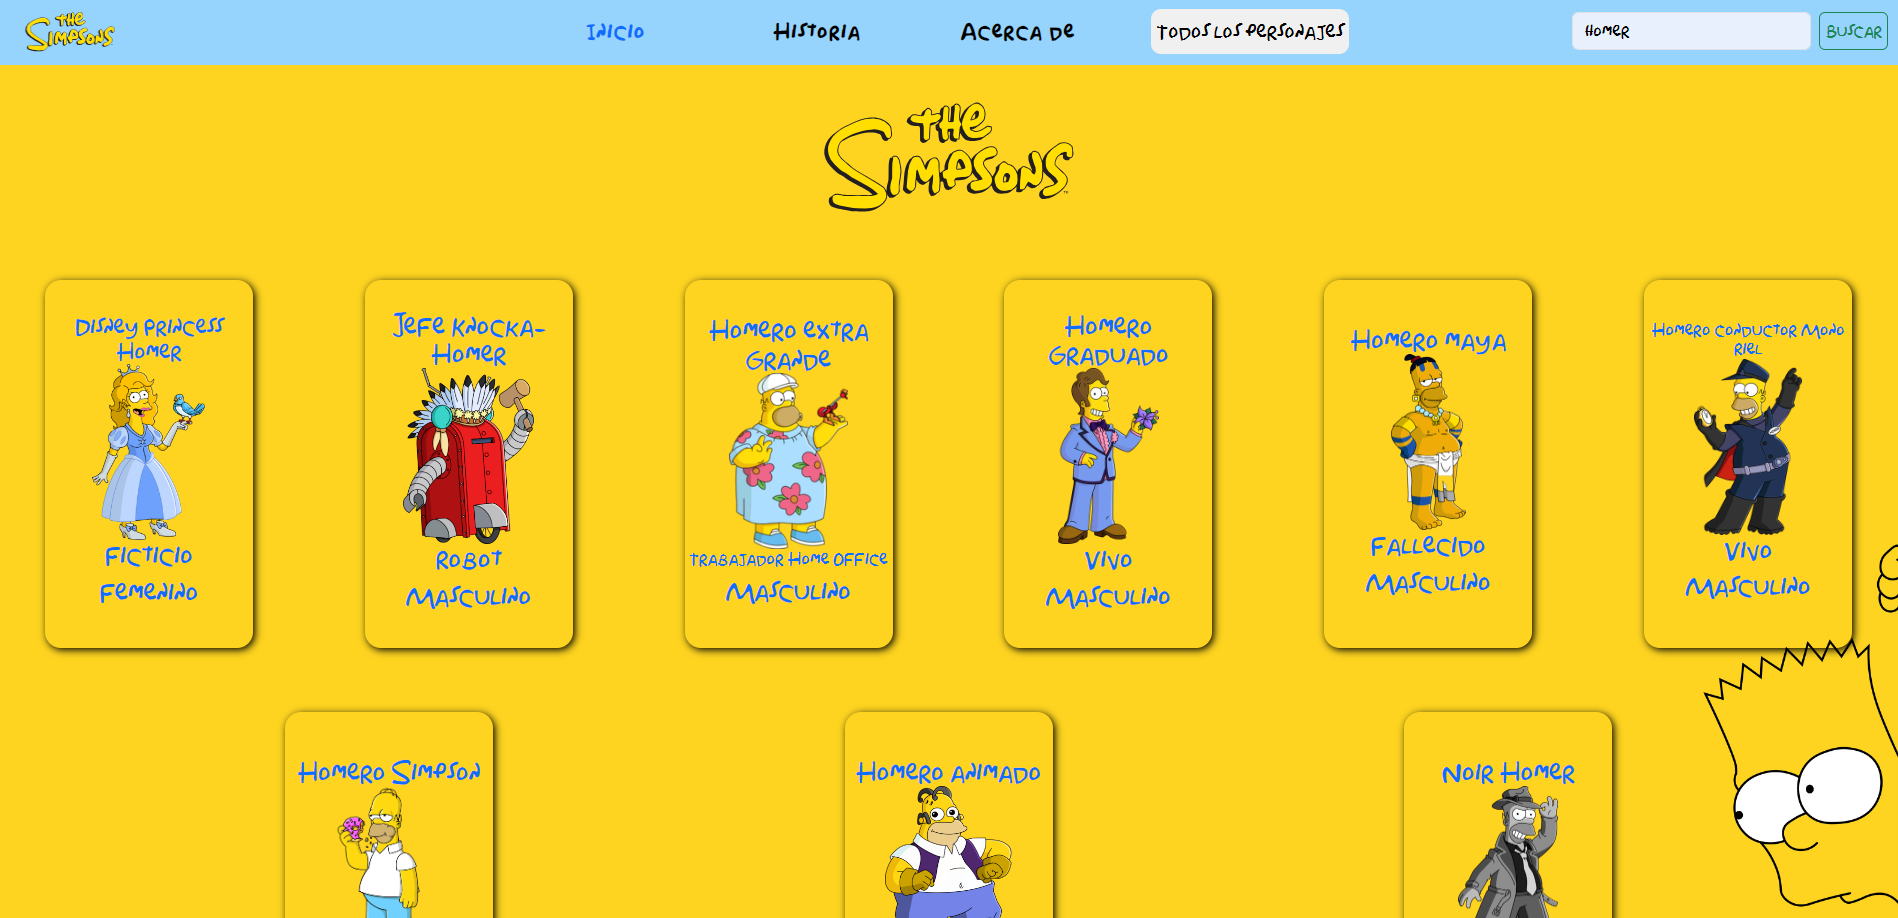 The Simpsons
Inicio
Historia
Acerca de
Todos los personajes
Homer
Buscar
The Simpsons™
Disney Princess
Homer
Ficticio
Femenino
Jefe Knocka-
Homer
Robot
Masculino
Homero extra
grande
Trabajador Home Office
Masculino
Homero
Graduado
Vivo
Masculino
Homero maya
Fallecido
Masculino
Homero conductor Mono
riel
Vivo
Masculino
Homero Simpson
Homero animado
Noir Homer